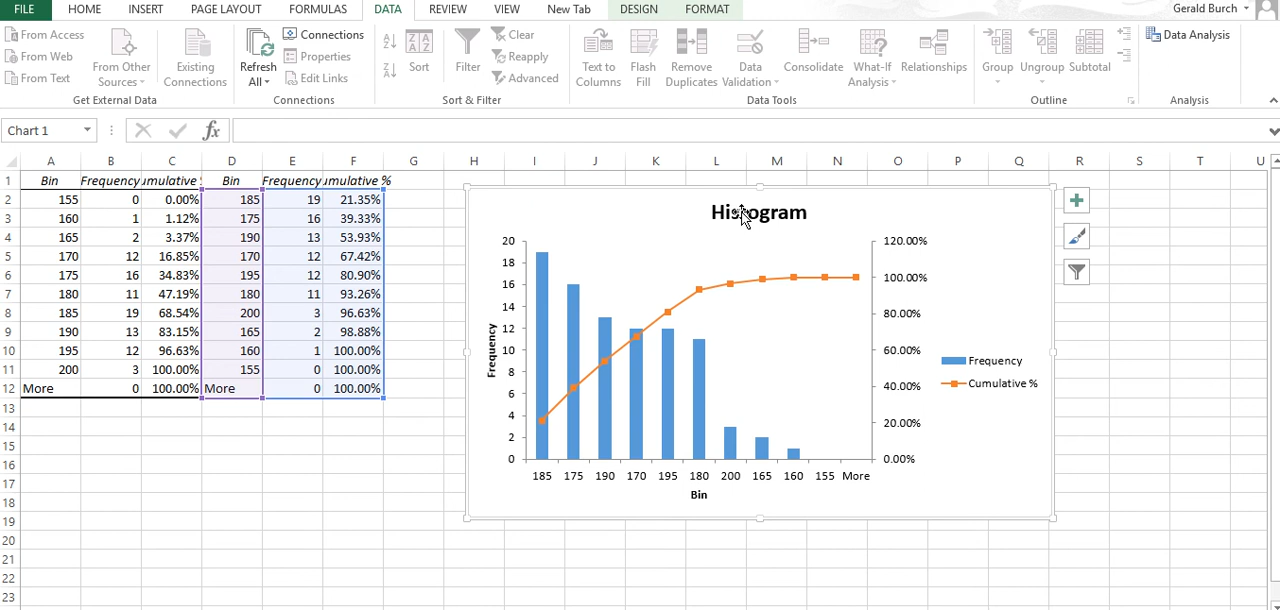 FILE HOME INSERT PAGE LAYOUT FORMULAS DATA REVIEW VIEW New Tab DESIGN FORMAT Gerald Burch
From Access
From Web
From Text
From Other
Sources
Existing
Connections
Get External Data
Refresh
All
Connections
Properties
Edit Links
Connections
Sort
Filter
Clear
Reapply
Advanced
Sort & Filter
Text to
Columns
Flash
Fill
Remove
Duplicates
Data
Validation
Consolidate
What-If
Analysis
Relationships
Data Tools
Group
Ungroup
Subtotal
Outline
Data Analysis
Analysis
Chart 1 fx
A B C D E F G H I J K L M N O P Q R S T U
1 Bin Frequency umulative % Bin Frequency umulative %
2 155 0 0.00% 185 19 21.35%
3 160 1 1.12% 175 16 39.33%
4 165 2 3.37% 190 13 53.93%
5 170 12 16.85% 170 12 67.42%
6 175 16 34.83% 195 12 80.90%
7 180 11 47.19% 180 11 93.26%
8 185 19 68.54% 200 3 96.63%
9 190 13 83.15% 165 2 98.88%
10 195 12 96.63% 160 1 100.00%
11 200 3 100.00% 155 0 100.00%
12 More 0 100.00% More 0 100.00%
13
14
15
16
17
18
19
20
21
22
23
Histogram
20
18
16
14
12
10
8
6
4
2
0
Frequency
120.00%
100.00%
80.00%
60.00%
40.00%
20.00%
0.00%
185 175 190 170 195 180 200 165 160 155 More
Bin
Frequency
Cumulative %